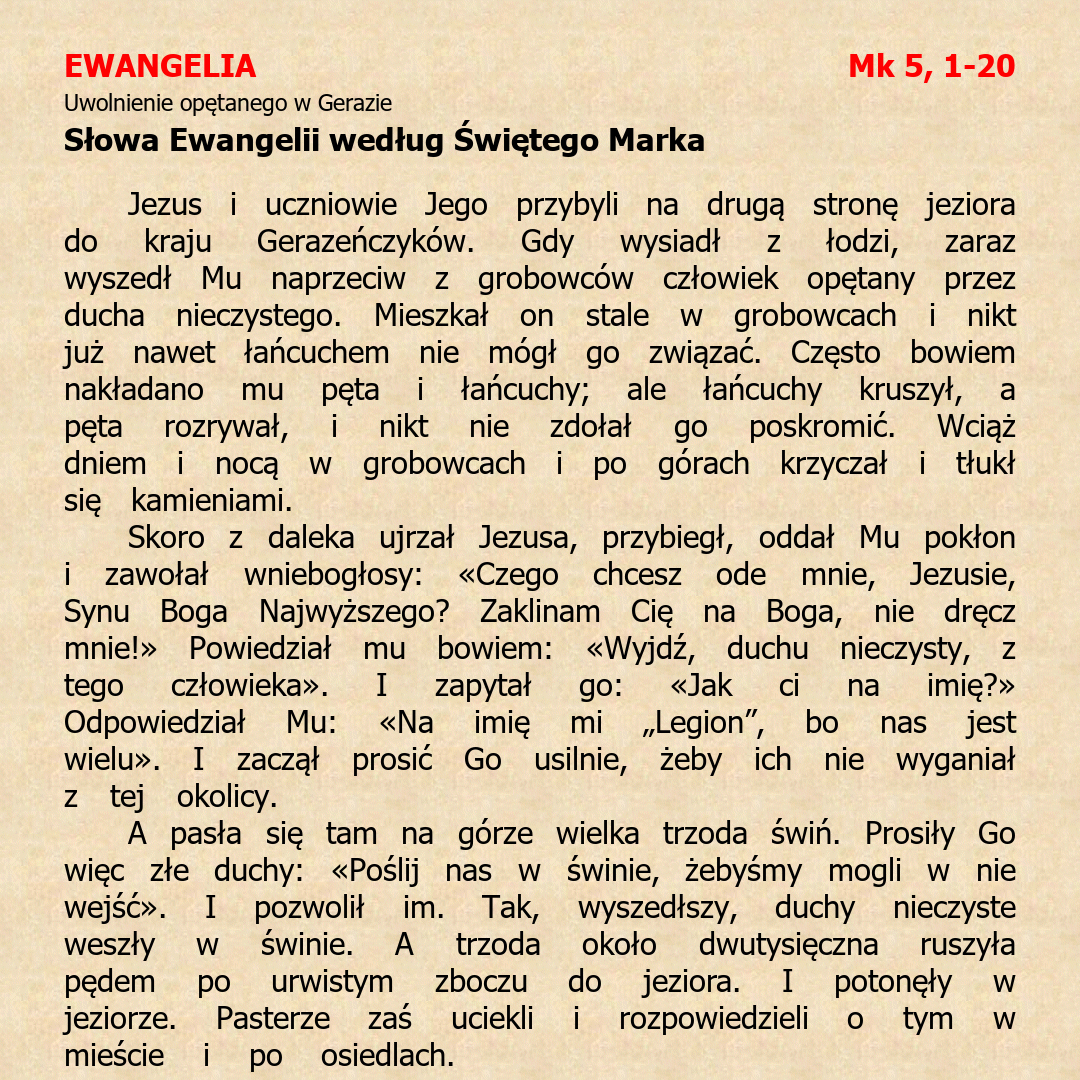 EWANGELIA Mk 5, 1-20
Uwolnienie opętanego w Gerazie
Słowa Ewangelii według Świętego Marka
Jezus i uczniowie Jego przybyli na drugą stronę jeziora
do kraju Gerazeńczyków. Gdy wysiadł z łodzi, zaraz
wyszedł Mu naprzeciw z grobowców człowiek opętany przez
ducha nieczystego. Mieszkał on stale w grobowcach i nikt
już nawet łańcuchem nie mógł go związać. Często bowiem
nakładano mu pęta i łańcuchy; ale łańcuchy kruszył, a
pęta rozrywał, i nikt nie zdołał go poskromić. Wciąż
dniem i nocą w grobowcach i po górach krzyczał i tłukł
się kamieniami.
Skoro z daleka ujrzał Jezusa, przybiegł, oddał Mu pokłon
i zawołał wniebogłosy: «Czego chcesz ode mnie, Jezusie,
Synu Boga Najwyższego? Zaklinam Cię na Boga, nie dręcz
mnie!» Powiedział mu bowiem: «Wyjdź, duchu nieczysty, z
tego człowieka». I zapytał go: «Jak ci na imię?»
Odpowiedział Mu: «Na imię mi „Legion”, bo nas jest
wielu». I zaczął prosić Go usilnie, żeby ich nie wyganiał
z tej okolicy.
A pasła się tam na górze wielka trzoda świń. Prosiły Go
więc złe duchy: «Poślij nas w świnie, żebyśmy mogli w nie
wejść». I pozwolił im. Tak, wyszedłszy, duchy nieczyste
weszły w świnie. A trzoda około dwutysięczna ruszyła
pędem po urwistym zboczu do jeziora. I potonęły w
jeziorze. Pasterze zaś uciekli i rozpowiedzieli o tym w
mieście i po osiedlach.